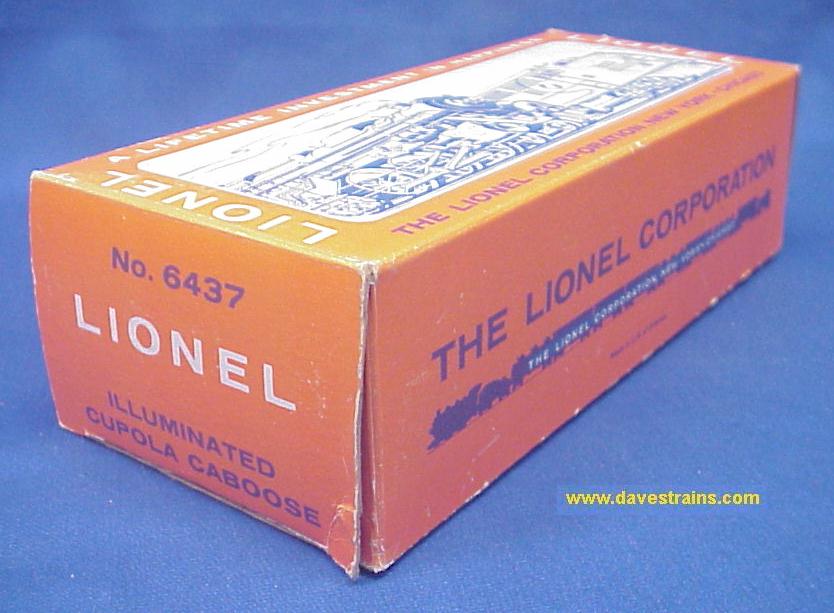 A LIFETIME INVESTMENT IN HAPPINESS
LIONEL
LIONEL
THE LIONEL CORPORATION NEW YORK - CHICAGO
No. 6437
LIONEL
ILLUMINATED
CUPOLA CABOOSE
THE LIONEL CORPORATION
THE LIONEL CORPORATION NEW YORK-CHICAGO
www.davestrains.com